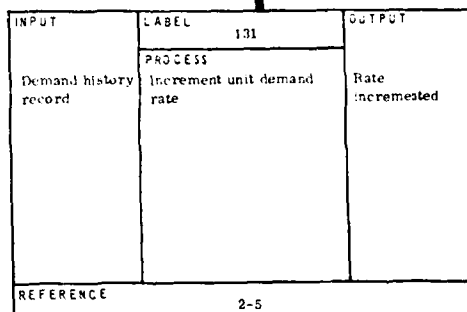 INPUT
LABEL
131
OUTPUT
PROCESS
Demand history
record
Increment unit demand
rate
Rate
incremented
REFERENCE
2-5